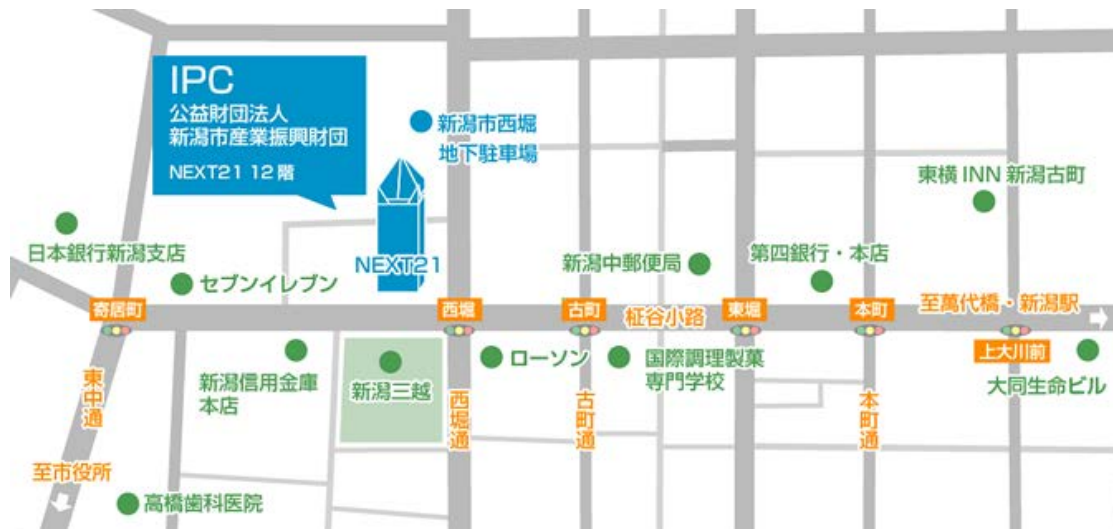 IPC
公益財団法人
新潟市産業振興財団
NEXT21 12階
新潟市西堀
地下駐車場
東横INN新潟古町
日本銀行新潟支店
セブンイレブン
NEXT21
新潟中郵便局
第四銀行・本店
寄居町
西堀
古町
柾谷小路
東堀
本町
至萬代橋・新潟駅
上大川前
東中通
新潟信用金庫
本店
新潟三越
西堀通
ローソン
古町通
国際調理製菓
専門学校
本町通
大同生命ビル
至市役所
高橋歯科医院